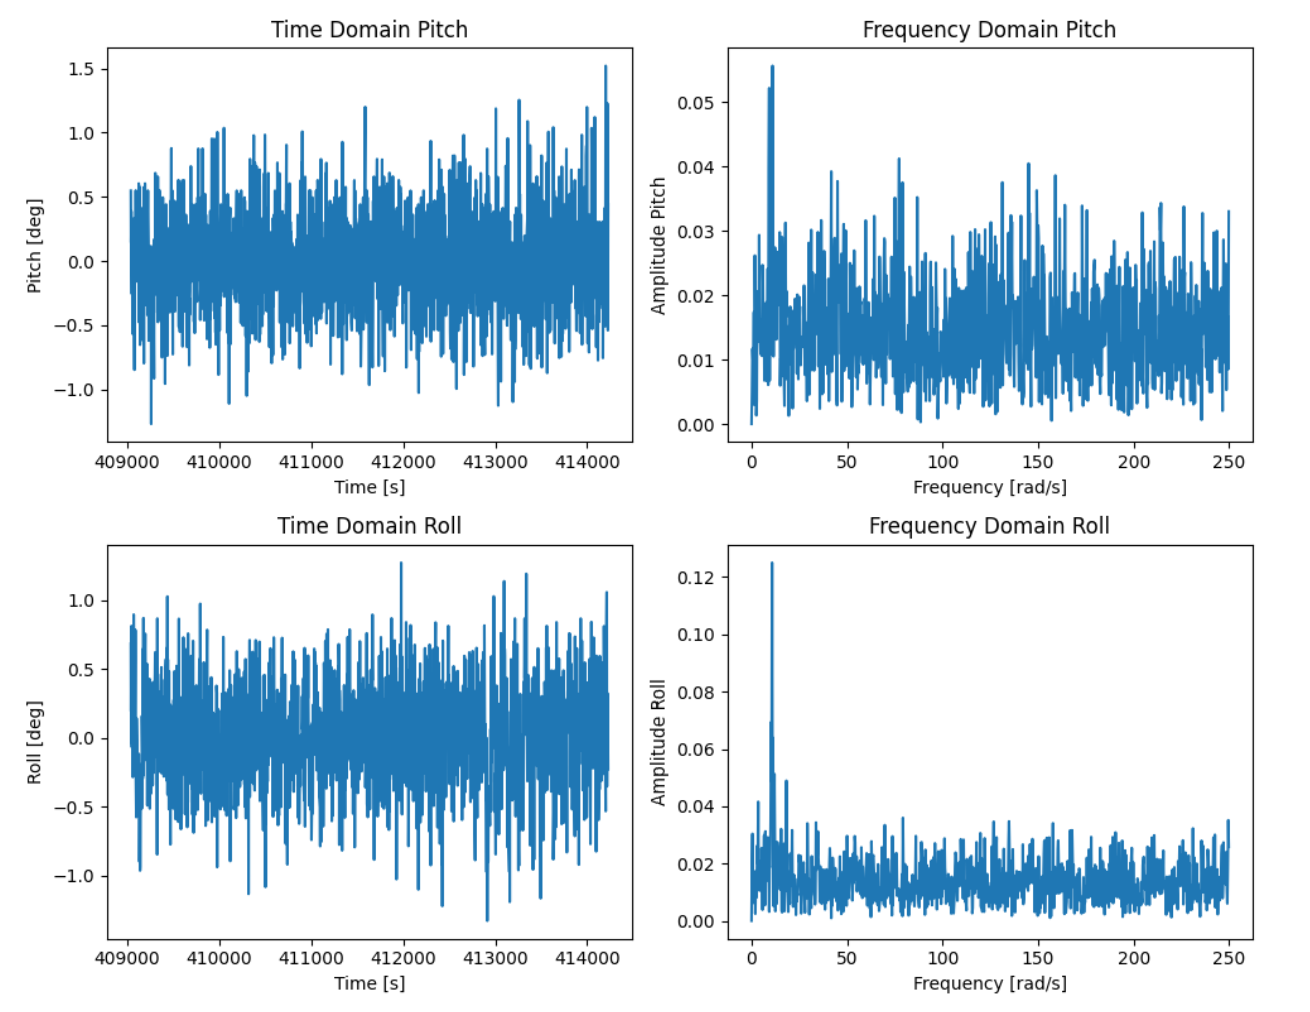 Time Domain Pitch
Pitch [deg]
1.5
1.0
0.5
0.0
−0.5
−1.0
409000 410000 411000 412000 413000 414000
Time [s]
Frequency Domain Pitch
Amplitude Pitch
0.05
0.04
0.03
0.02
0.01
0.00
0 50 100 150 200 250
Frequency [rad/s]
Time Domain Roll
Roll [deg]
1.0
0.5
0.0
−0.5
−1.0
409000 410000 411000 412000 413000 414000
Time [s]
Frequency Domain Roll
Amplitude Roll
0.12
0.10
0.08
0.06
0.04
0.02
0.00
0 50 100 150 200 250
Frequency [rad/s]